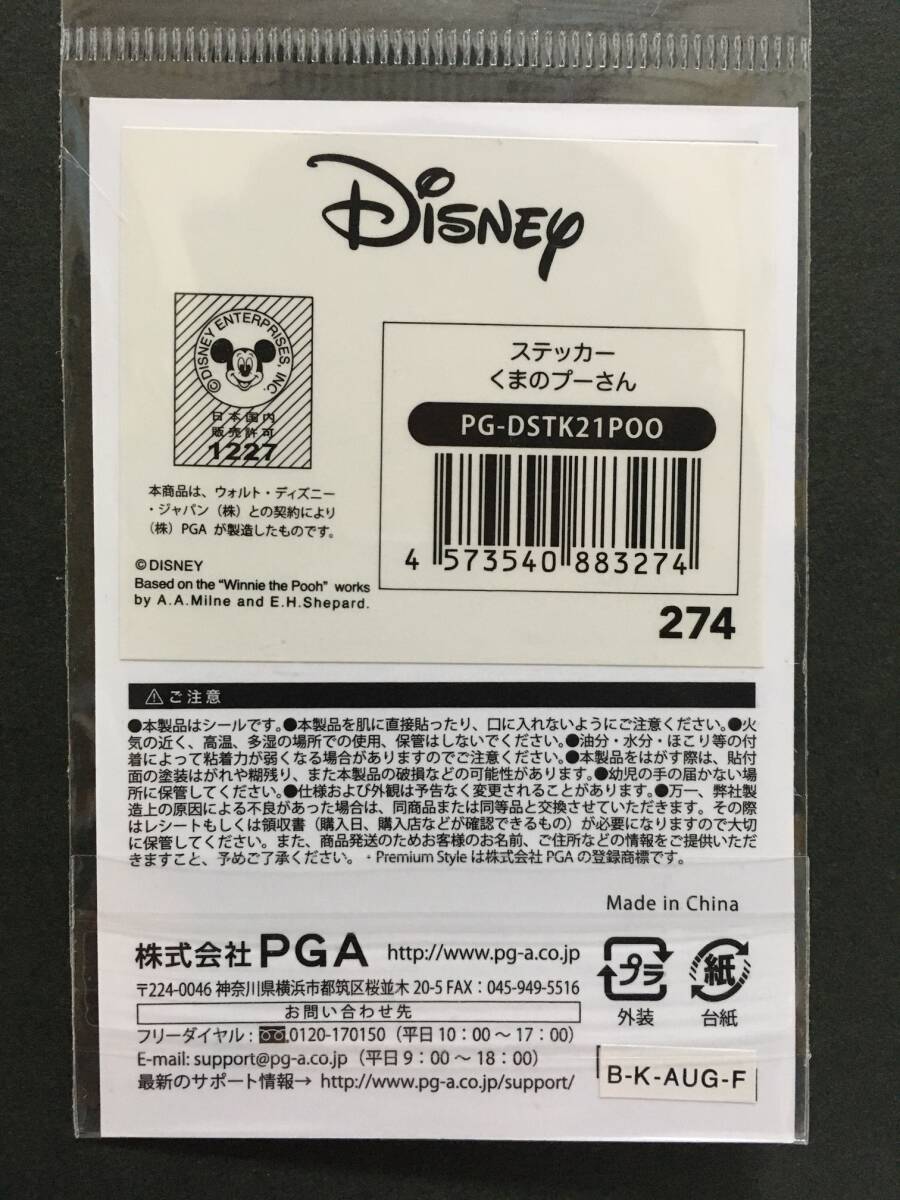 DISNEY
© DISNEY ENTERPRISES, INC.
日本国内
販売許可
1227
本商品は、ウォルト・ディズニー
・ジャパン（株）との契約により
（株）PGA が製造したものです。
©DISNEY
Based on the “Winnie the Pooh” works
by A.A.Milne and E.H.Shepard.
ステッカー
くまのプーさん
PG-DSTK21POO
4 573540 883274
274
⚠ご注意
●本製品はシールです。●本製品を肌に直接貼ったり、口に入れないようにご注意ください。●火
気の近く、高温、多湿の場所での使用、保管はしないでください。●油分・水分・ほこり等の付
着によって粘着力が弱くなる場合がありますのでご注意ください。●本製品をはがす際は、貼付
面の塗装はがれや糊残り、また本製品の破損などの可能性があります。●幼児の手の届かない場
所に保管してください。●仕様および外観は予告なく変更されることがあります。●万一、弊社製
造上の原因による不良があった場合は、同商品または同等品と交換させていただきます。その際
はレシートもしくは領収書（購入日、購入店などが確認できるもの）が必要になりますので大切
に保管してください。また、商品発送のためお客様のお名前、ご住所などの情報をご提供いただ
きますこと、予めご了承ください。・Premium Style は株式会社 PGA の登録商標です。
Made in China
株式会社 PGA http://www.pg-a.co.jp
〒224-0046 神奈川県横浜市都筑区桜並木 20-5 FAX：045-949-5516
お問い合わせ先
フリーダイヤル：0120-170150（平日 10：00 ～ 17：00）
E-mail: support@pg-a.co.jp（平日 9：00 ～ 18：00）
最新のサポート情報→ http://www.pg-a.co.jp/support/
プラ
外装
紙
台紙
B-K-AUG-F